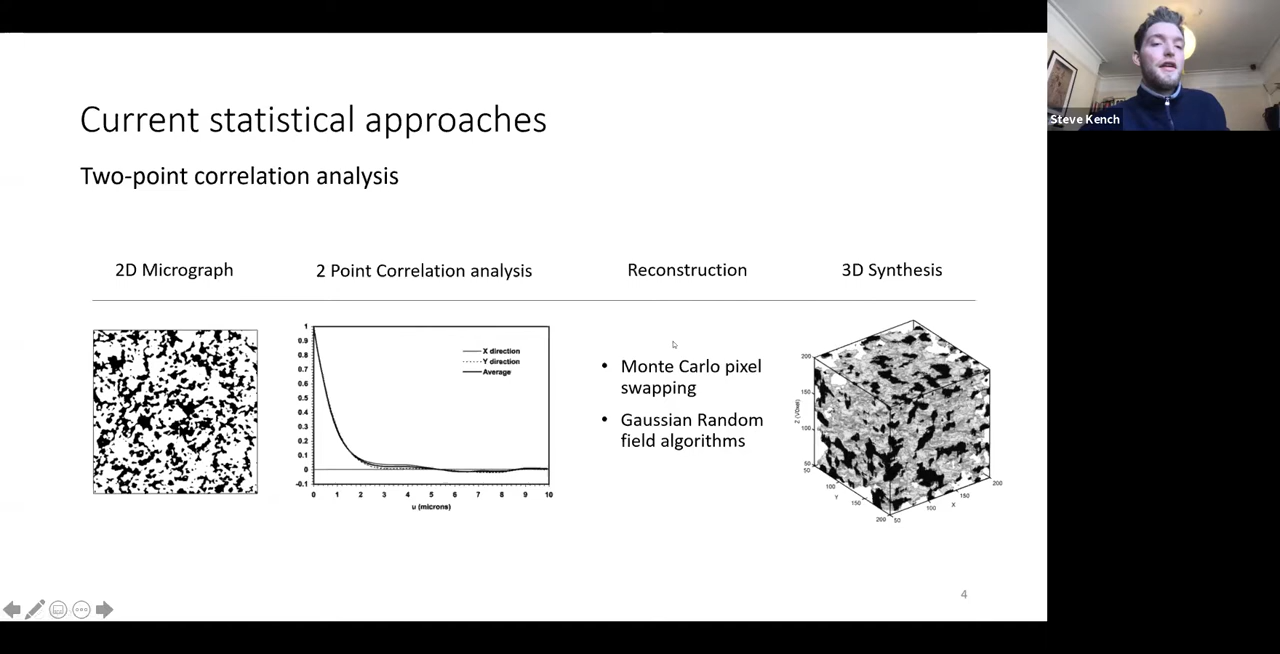 Steve Kench
Current statistical approaches
Two-point correlation analysis
2D Micrograph
2 Point Correlation analysis
Reconstruction
3D Synthesis
1
0.9
0.8
0.7
0.6
0.5
0.4
0.3
0.2
0.1
0
-0.1
X direction
Y direction
Average
0 1 2 3 4 5 6 7 8 9 10
u (microns)
• Monte Carlo pixel
swapping
• Gaussian Random
field algorithms
200
150
100
50
50
100
150
200
Y
50
100
150
200
X
4